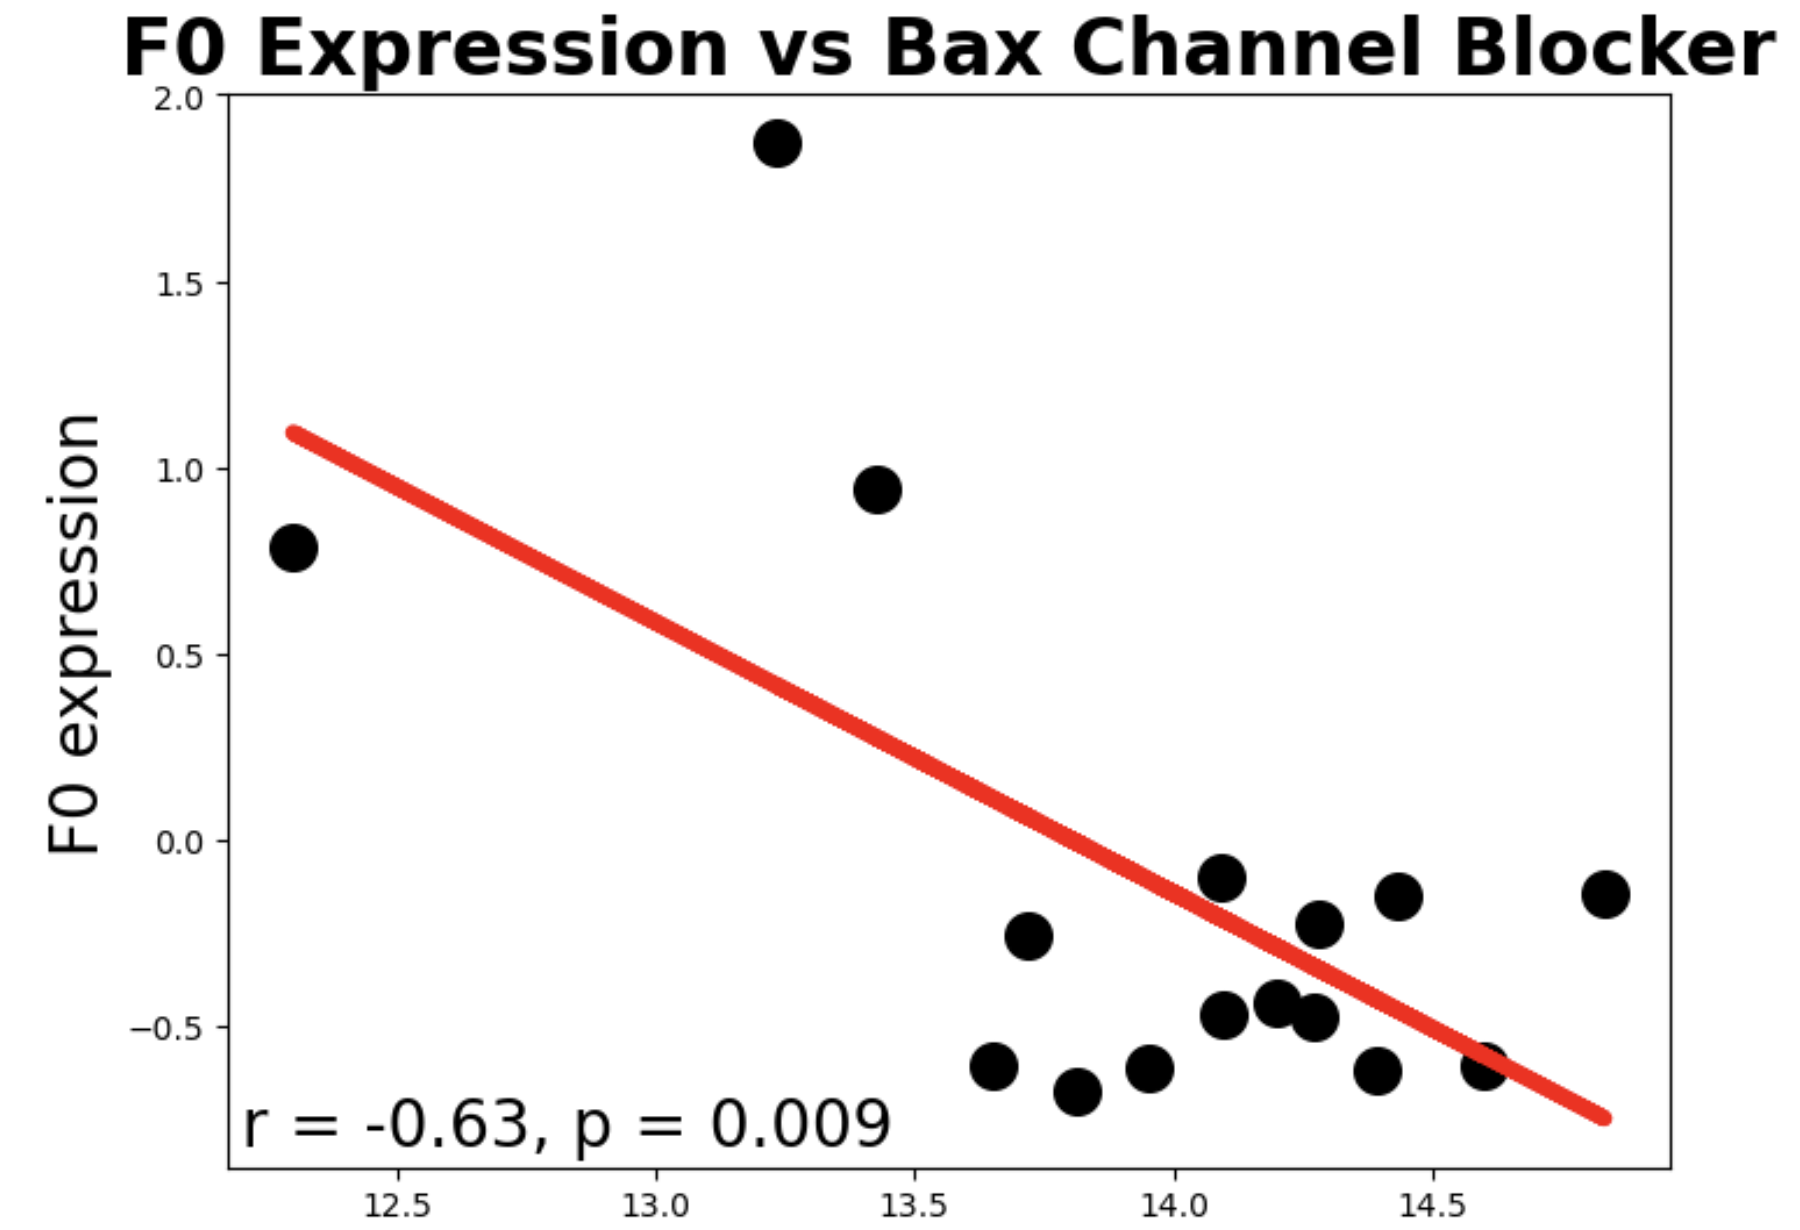 F0 Expression vs Bax Channel Blocker
2.0
1.5
1.0
0.5
0.0
−0.5
F0 expression
r = -0.63, p = 0.009
12.5 13.0 13.5 14.0 14.5